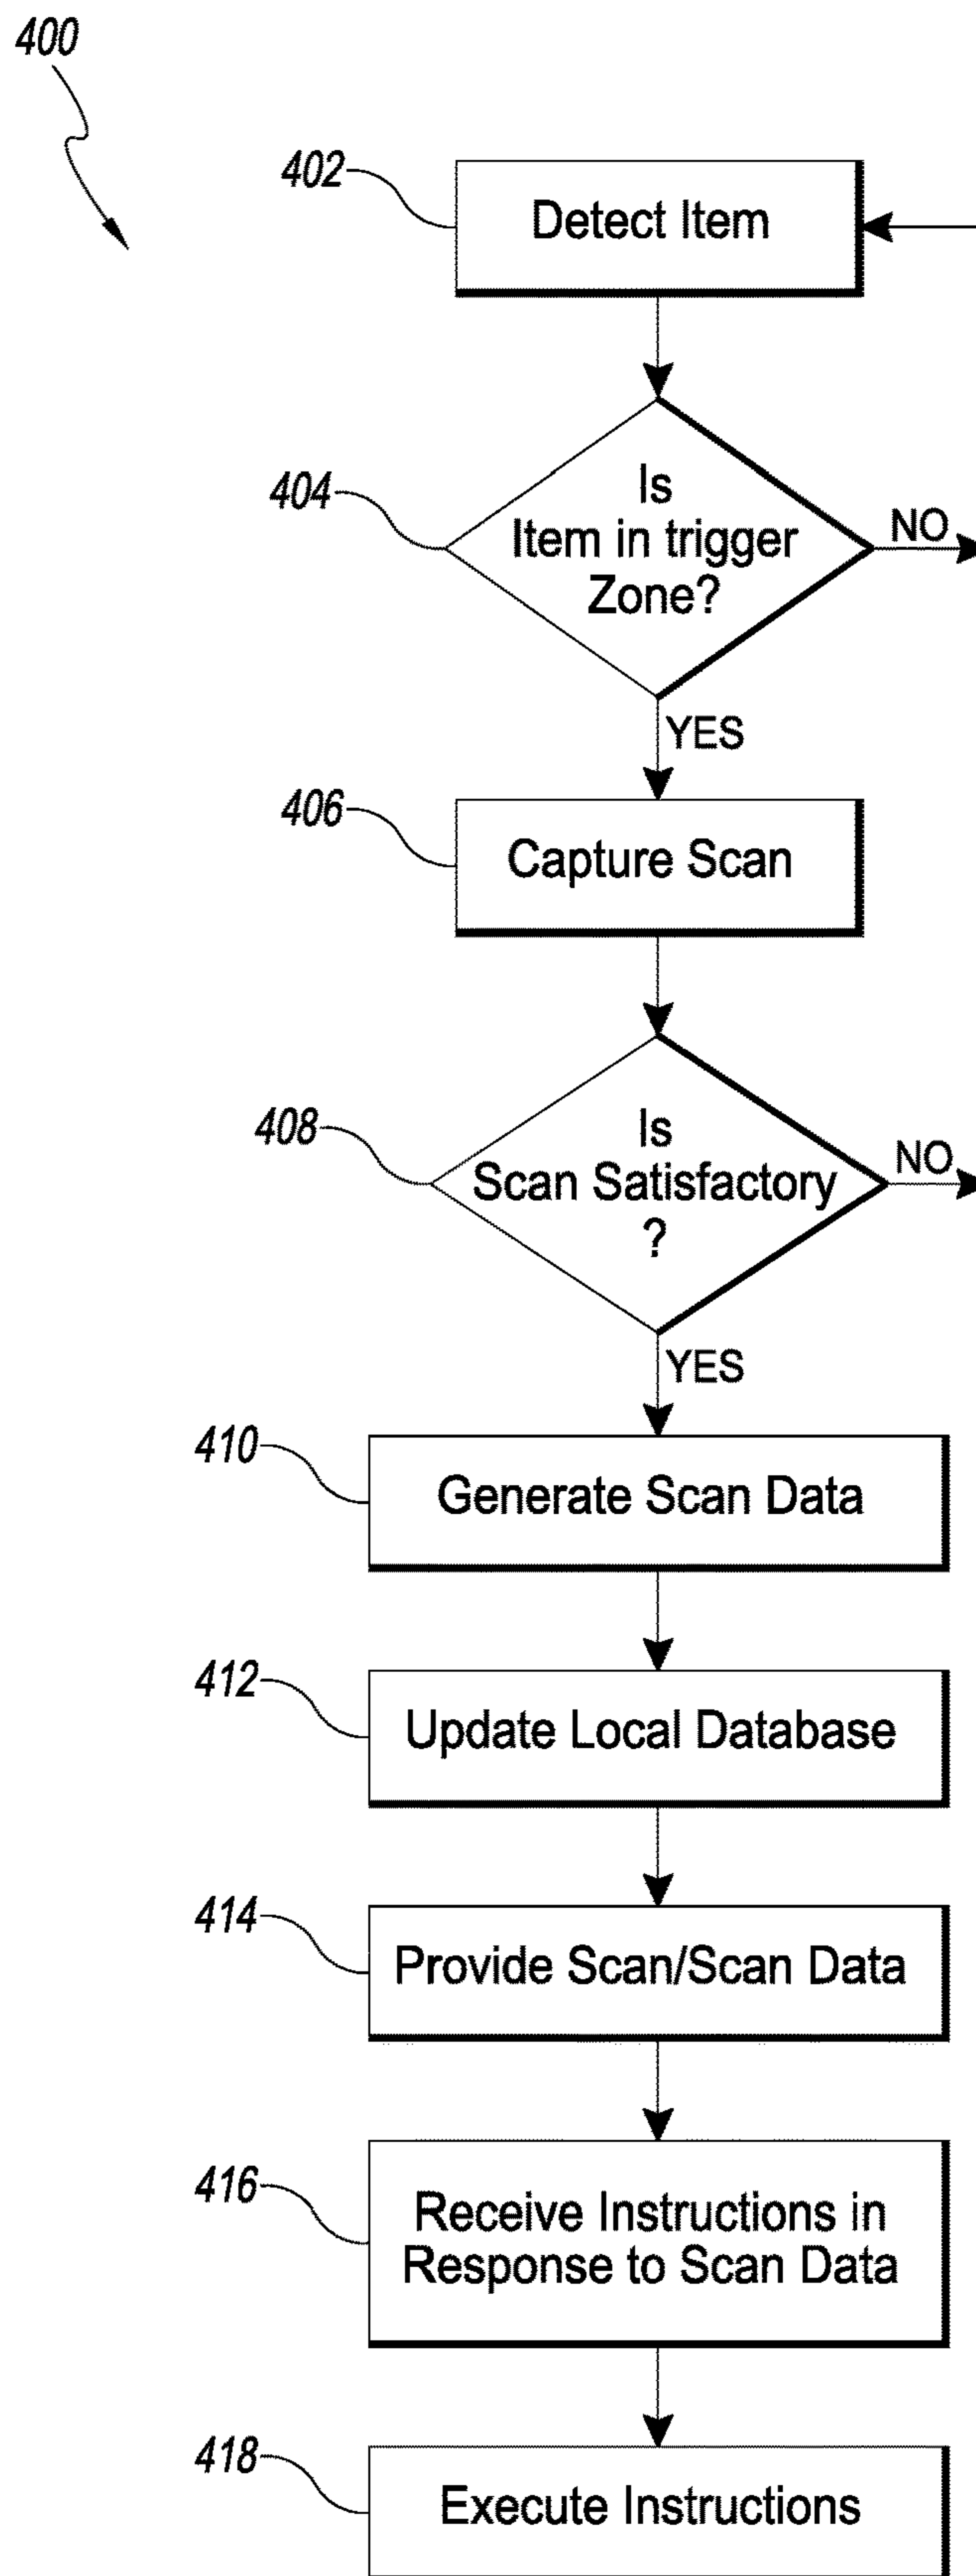 400
402
Detect Item
404
Is
Item in trigger
Zone?
NO
YES
406
Capture Scan
408
Is
Scan Satisfactory
?
NO
YES
410
Generate Scan Data
412
Update Local Database
414
Provide Scan/Scan Data
416
Receive Instructions in
Response to Scan Data
418
Execute Instructions